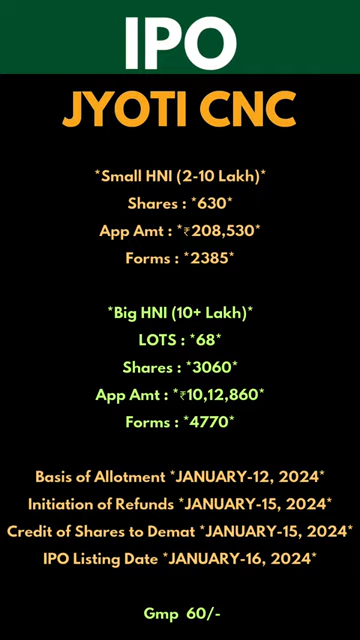 IPO
JYOTI CNC
*Small HNI (2-10 Lakh)*
Shares : *630*
App Amt : *₹208,530*
Forms : *2385*
*Big HNI (10+ Lakh)*
LOTS : *68*
Shares : *3060*
App Amt : *₹10,12,860*
Forms : *4770*
Basis of Allotment *JANUARY-12, 2024*
Initiation of Refunds *JANUARY-15, 2024*
Credit of Shares to Demat *JANUARY-15, 2024*
IPO Listing Date *JANUARY-16, 2024*
Gmp 60/-